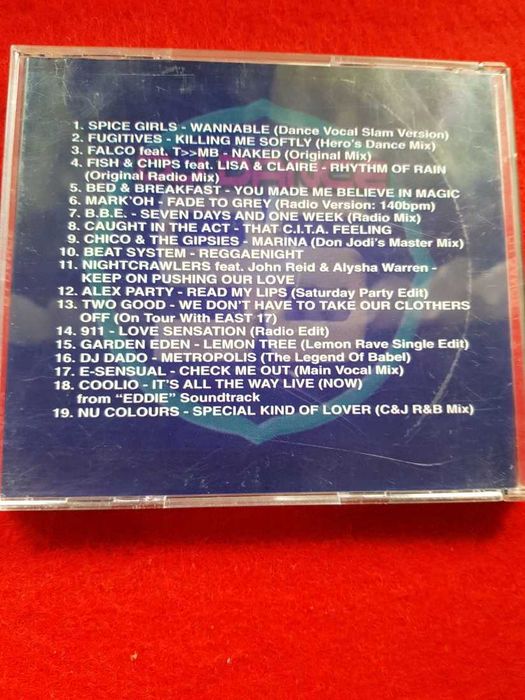 1. SPICE GIRLS - WANNABLE (Dance Vocal Slam Version)
2. FUGITIVES - KILLING ME SOFTLY (Hero's Dance Mix)
3. FALCO feat. T>>MB - NAKED (Original Mix)
4. FISH & CHIPS feat. LISA & CLAIRE - RHYTHM OF RAIN
(Original Radio Mix)
5. BED & BREAKFAST - YOU MADE ME BELIEVE IN MAGIC
6. MARK'OH - FADE TO GREY (Radio Version: 140bpm)
7. B.B.E. - SEVEN DAYS AND ONE WEEK (Radio Mix)
8. CAUGHT IN THE ACT - THAT C.I.T.A. FEELING
9. CHICO & THE GIPSIES - MARINA (Don Jodi's Master Mix)
10. BEAT SYSTEM - REGGAENIGHT
11. NIGHTCRAWLERS feat. John Reid & Alysha Warren -
KEEP ON PUSHING OUR LOVE
12. ALEX PARTY - READ MY LIPS (Saturday Party Edit)
13. TWO GOOD - WE DON'T HAVE TO TAKE OUR CLOTHERS
OFF (On Tour With EAST 17)
14. 911 - LOVE SENSATION (Radio Edit)
15. GARDEN EDEN - LEMON TREE (Lemon Rave Single Edit)
16. DJ DADO - METROPOLIS (The Legend Of Babel)
17. E-SENSUAL - CHECK ME OUT (Main Vocal Mix)
18. COOLIO - IT'S ALL THE WAY LIVE (NOW)
from "EDDIE" Soundtrack
19. NU COLOURS - SPECIAL KIND OF LOVER (C&J R&B Mix)